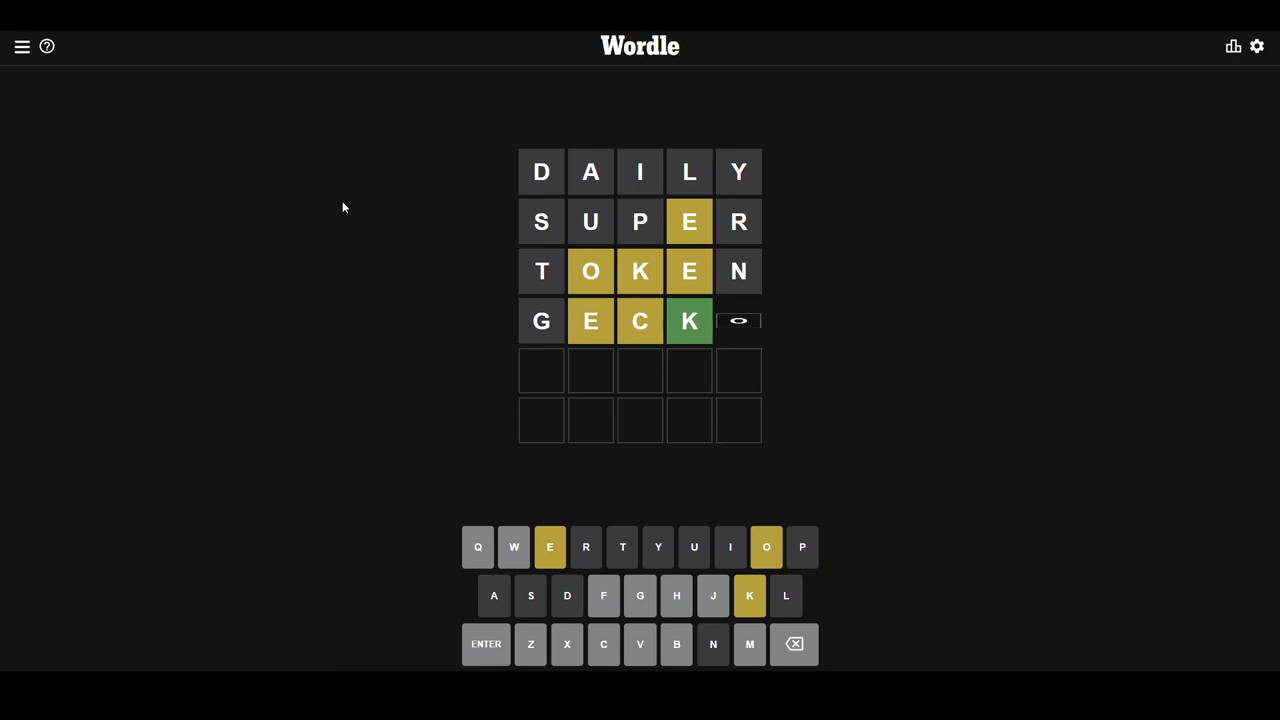 Wordle
D A I L Y
S U P E R
T O K E N
G E C K O
Q W E R T Y U I O P
A S D F G H J K L
ENTER Z X C V B N M